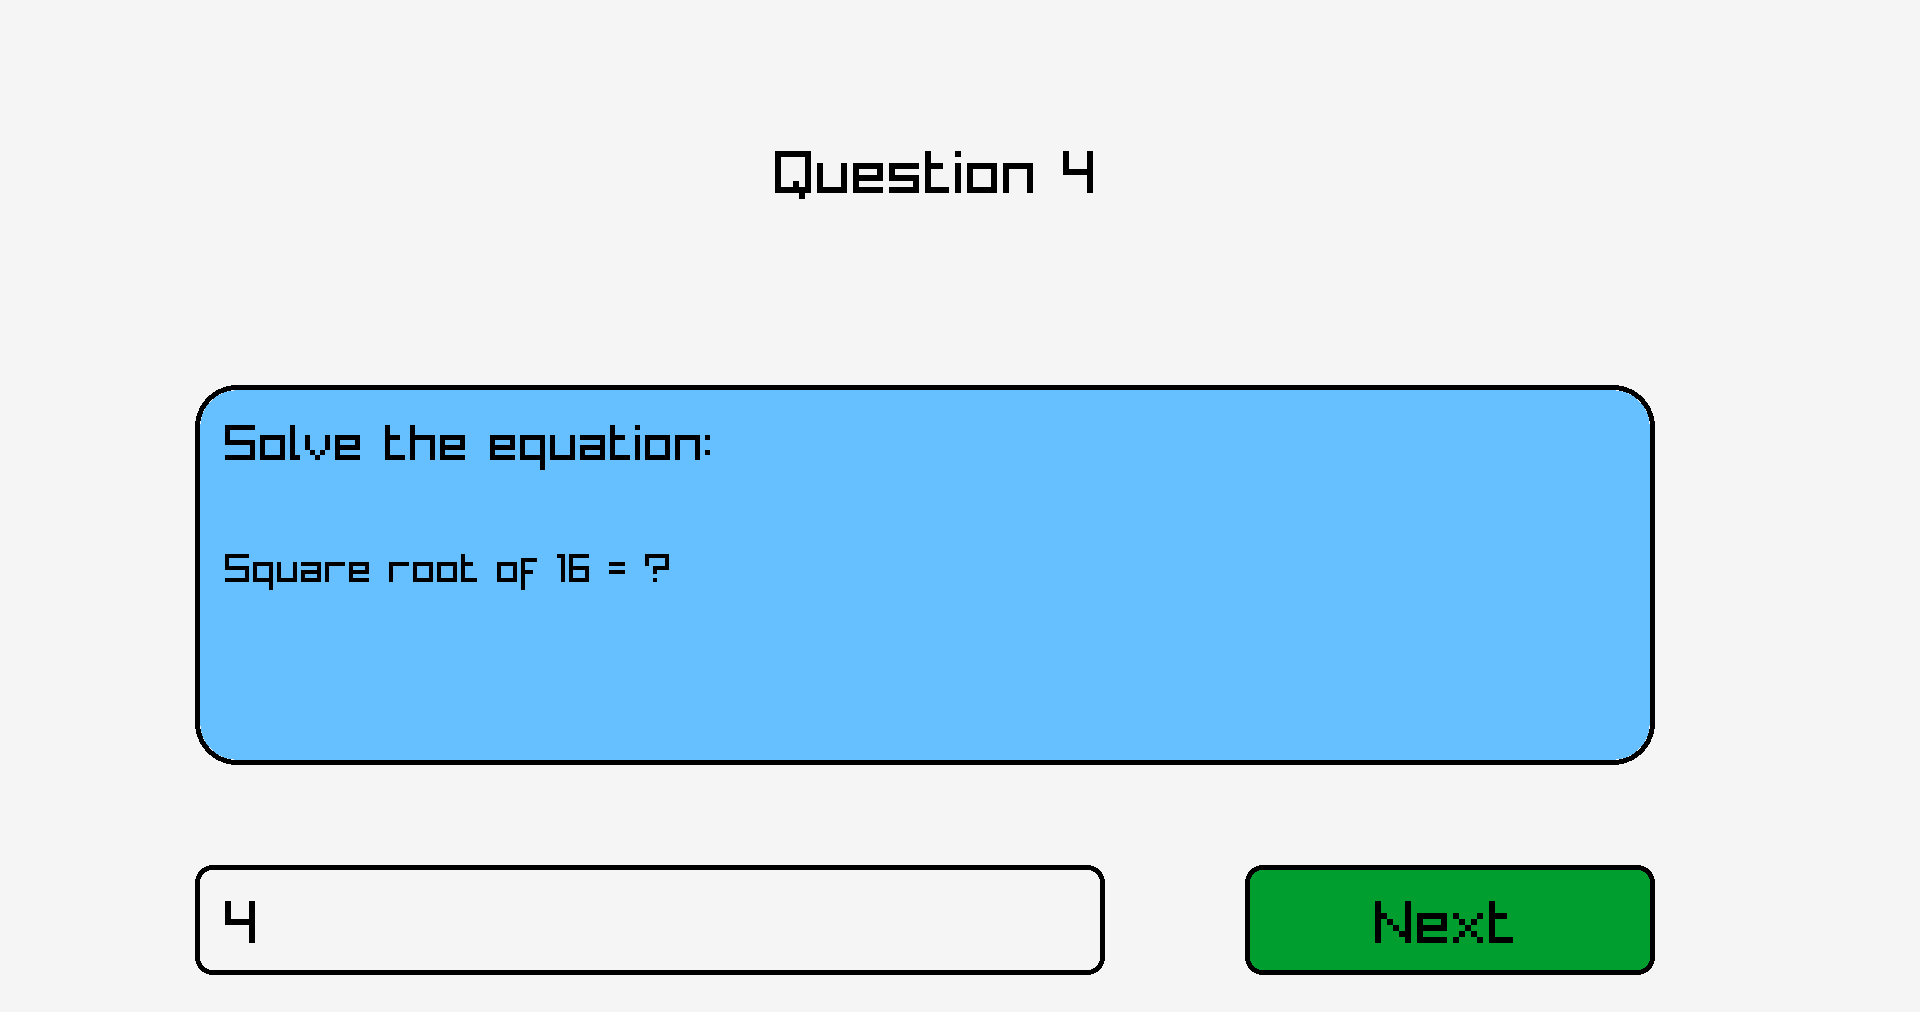 Question 4
Solve the equation:
Square root of 16 = ?
4
Next